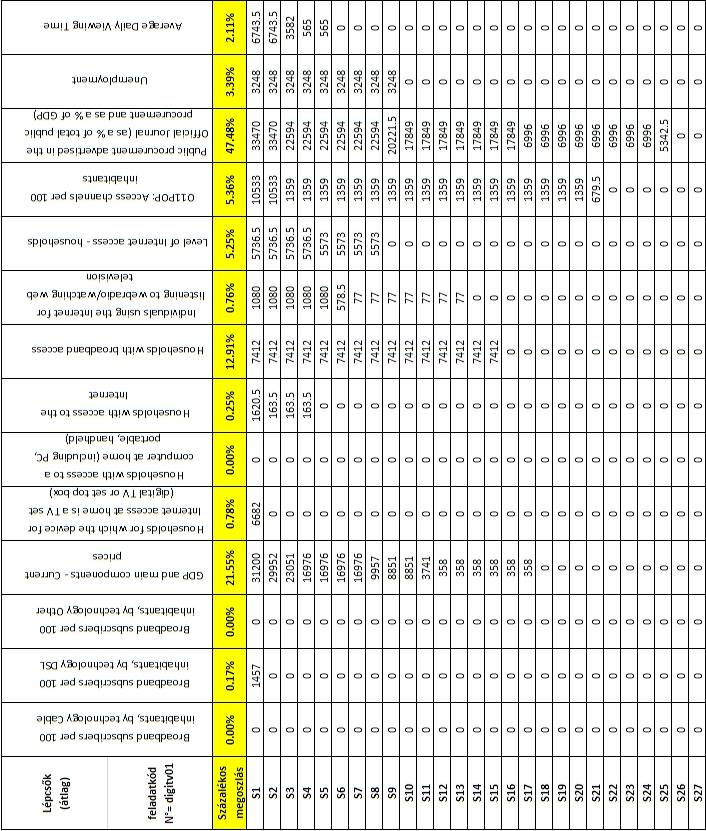 Lépcsők
(átlag)
feladatkód
N°= digitv01
Broadband subscribers per 100
inhabitants, by technology Cable
Broadband subscribers per 100
inhabitants, by technology DSL
Broadband subscribers per 100
inhabitants, by technology Other
GDP and main components - Current
prices
Households for which the device for
Internet access at home is a TV set
(digital TV or set top box)
Households with access to a
computer at home (including PC,
portable, handheld)
Households with access to the
Internet
Households with broadband access
Individuals using the Internet for
listening to webradio/watching web
television
Level of Internet access - households
O11POP: Access channels per 100
inhabitants
Public procurement advertised in the
Official Journal (as a % of total public
procurement and as a % of GDP)
Unemployment
Average Daily Viewing Time
Százalékos
megoszlás
0.00% 0.17% 0.00% 21.55% 0.78% 0.00% 0.25% 12.91% 0.76% 5.25% 5.36% 47.48% 3.39% 2.11%
S1 0 1457 0 31200 6682 0 1620.5 7412 1080 5736.5 10533 33470 3248 6743.5
S2 0 0 0 29952 0 0 163.5 7412 1080 5736.5 10533 33470 3248 6743.5
S3 0 0 0 23051 0 0 163.5 7412 1080 5736.5 1359 22594 3248 3582
S4 0 0 0 16976 0 0 163.5 7412 1080 5736.5 1359 22594 3248 565
S5 0 0 0 16976 0 0 0 7412 1080 5573 1359 22594 3248 565
S6 0 0 0 16976 0 0 0 7412 578.5 5573 1359 22594 3248 0
S7 0 0 0 16976 0 0 0 7412 77 5573 1359 22594 3248 0
S8 0 0 0 9957 0 0 0 7412 77 5573 1359 22594 3248 0
S9 0 0 0 8851 0 0 0 7412 77 0 1359 20221.5 3248 0
S10 0 0 0 8851 0 0 0 7412 77 0 1359 17849 0 0
S11 0 0 0 3741 0 0 0 7412 77 0 1359 17849 0 0
S12 0 0 0 358 0 0 0 7412 77 0 1359 17849 0 0
S13 0 0 0 358 0 0 0 7412 77 0 1359 17849 0 0
S14 0 0 0 358 0 0 0 7412 0 0 1359 17849 0 0
S15 0 0 0 358 0 0 0 7412 0 0 1359 17849 0 0
S16 0 0 0 358 0 0 0 0 0 0 1359 17849 0 0
S17 0 0 0 358 0 0 0 0 0 0 1359 6996 0 0
S18 0 0 0 0 0 0 0 0 0 0 1359 6996 0 0
S19 0 0 0 0 0 0 0 0 0 0 1359 6996 0 0
S20 0 0 0 0 0 0 0 0 0 0 1359 6996 0 0
S21 0 0 0 0 0 0 0 0 0 0 679.5 6996 0 0
S22 0 0 0 0 0 0 0 0 0 0 0 6996 0 0
S23 0 0 0 0 0 0 0 0 0 0 0 6996 0 0
S24 0 0 0 0 0 0 0 0 0 0 0 6996 0 0
S25 0 0 0 0 0 0 0 0 0 0 0 5342.5 0 0
S26 0 0 0 0 0 0 0 0 0 0 0 0 0 0
S27 0 0 0 0 0 0 0 0 0 0 0 0 0 0